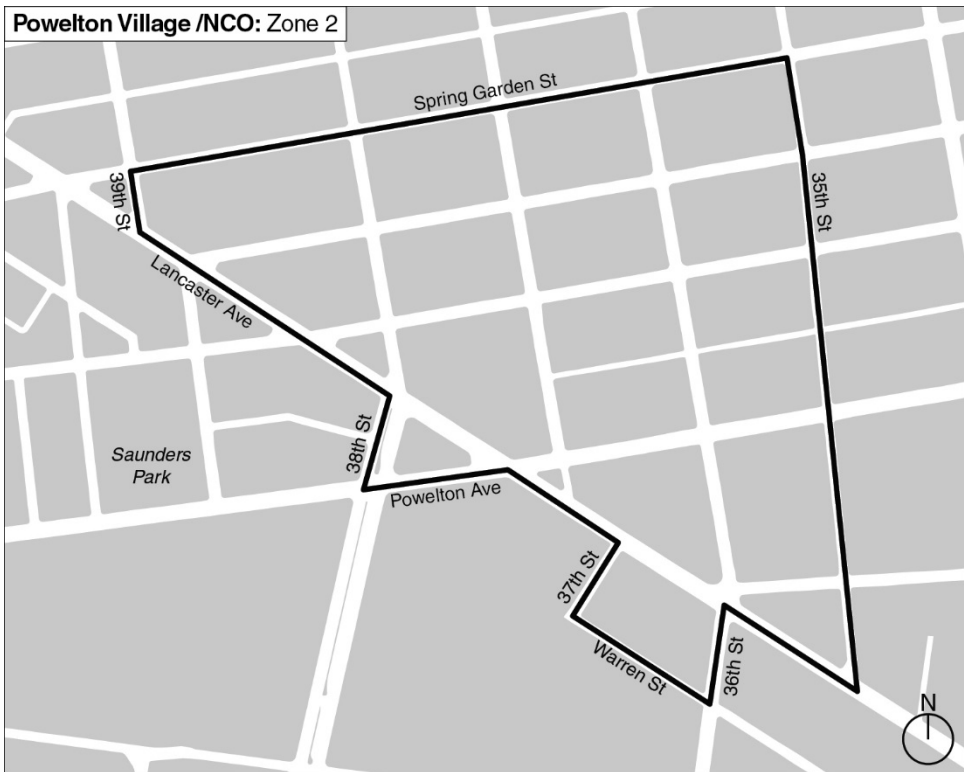 Powelton Village /NCO: Zone 2
Spring Garden St
39th St
35th St
Lancaster Ave
38th St
Saunders
Park
Powelton Ave
37th St
Warren St
36th St
N